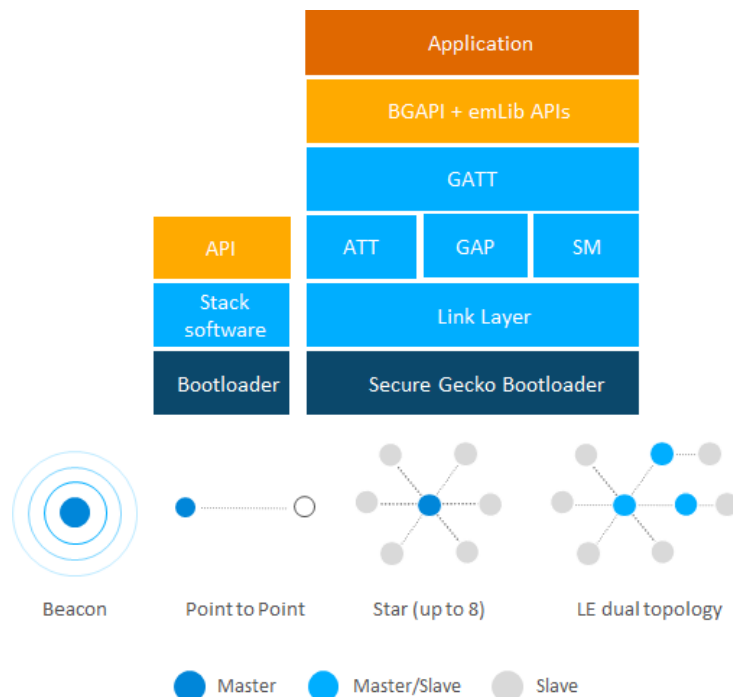 Application
BGAPI + emLib APIs
GATT
API
ATT
GAP
SM
Stack
software
Link Layer
Bootloader
Secure Gecko Bootloader
Beacon
Point to Point
Star (up to 8)
LE dual topology
Master
Master/Slave
Slave